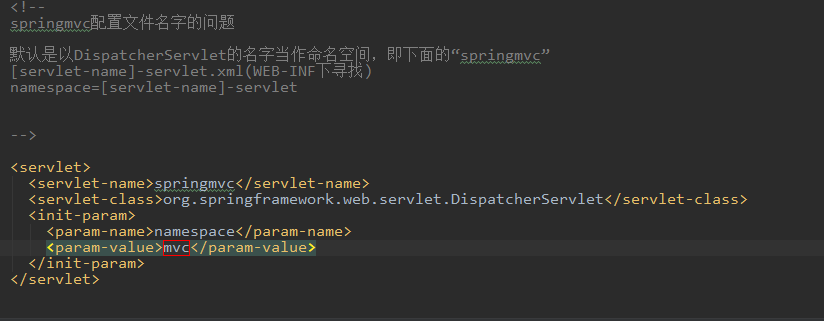 <!--
springmvc配置文件名字的问题
默认是以DispatcherServlet的名字当作命名空间，即下面的“springmvc”
[servlet-name]-servlet.xml(WEB-INF下寻找)
namespace=[servlet-name]-servlet
-->
<servlet>
<servlet-name>springmvc</servlet-name>
<servlet-class>org.springframework.web.servlet.DispatcherServlet</servlet-class>
<init-param>
<param-name>namespace</param-name>
<param-value>mvc</param-value>
</init-param>
</servlet>